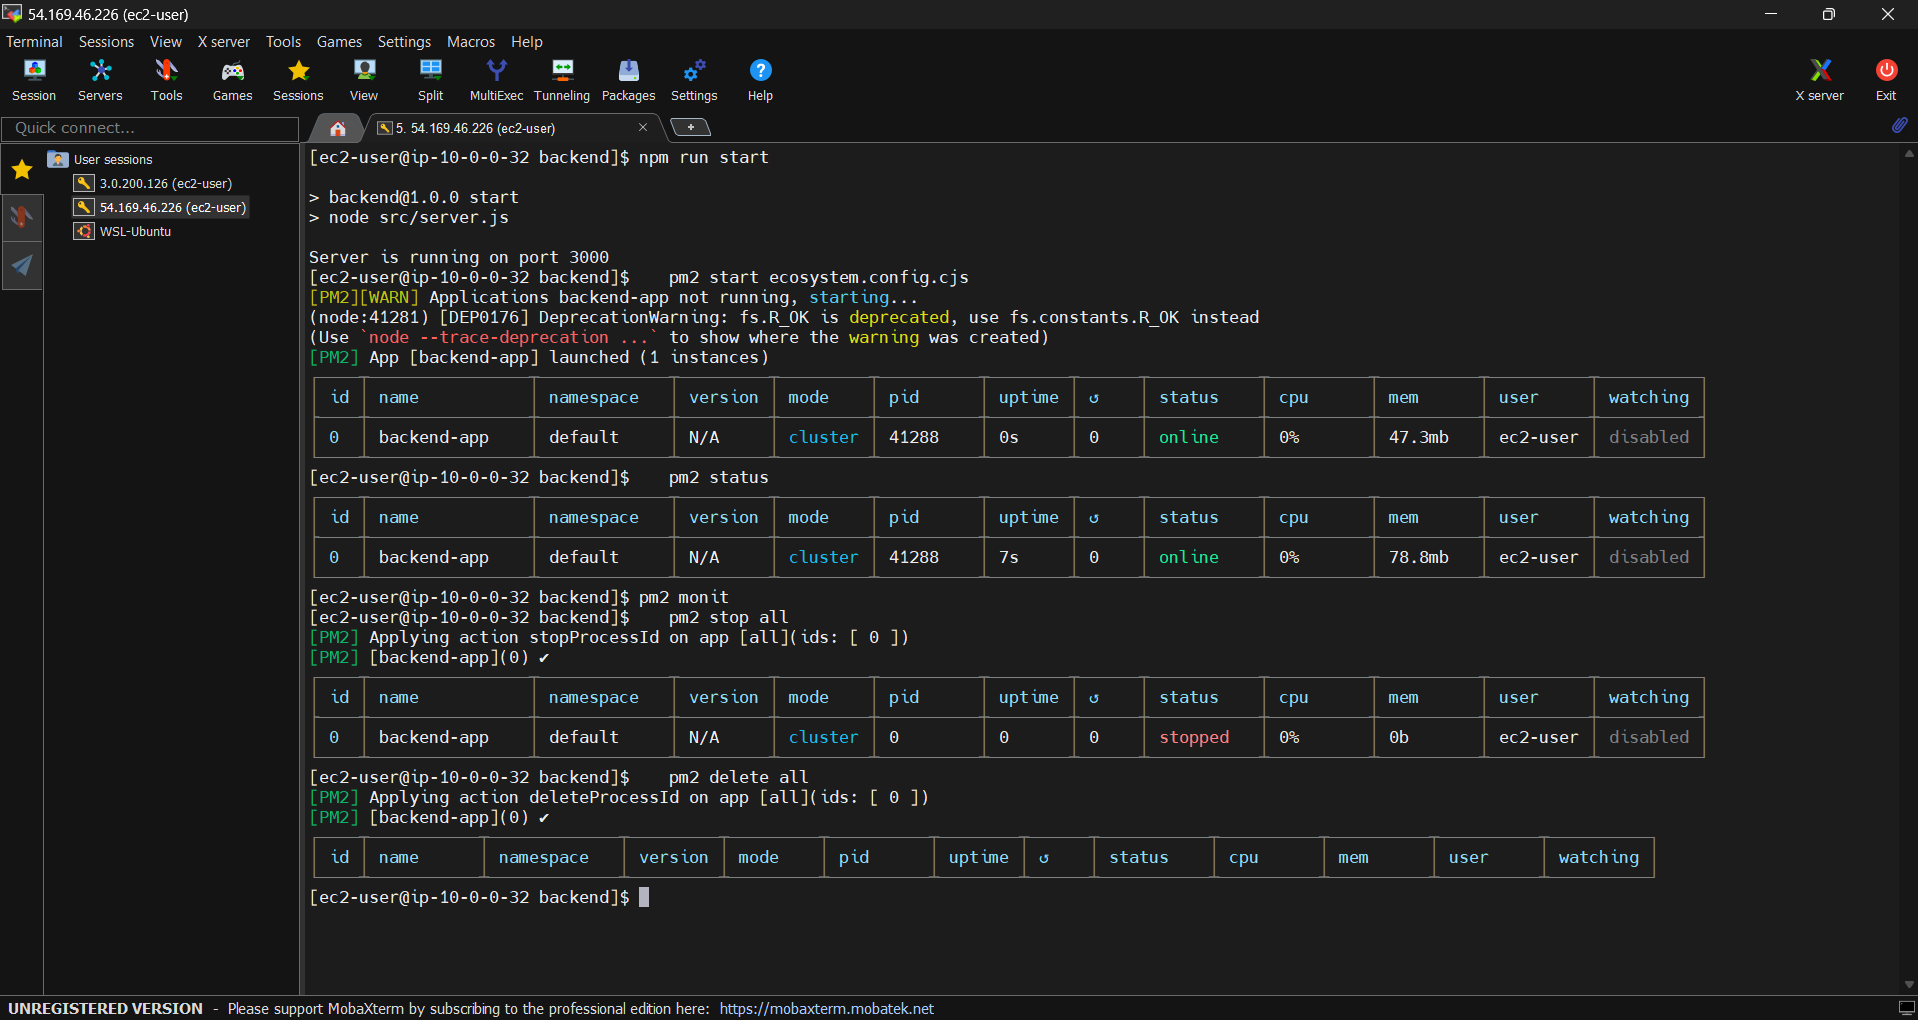 54.169.46.226 (ec2-user)
Terminal Sessions View X server Tools Games Settings Macros Help
Session Servers Tools Games Sessions View Split MultiExec Tunneling Packages Settings Help X server Exit
Quick connect...
5. 54.169.46.226 (ec2-user)
User sessions
3.0.200.126 (ec2-user)
54.169.46.226 (ec2-user)
WSL-Ubuntu
[ec2-user@ip-10-0-0-32 backend]$ npm run start
> backend@1.0.0 start
> node src/server.js
Server is running on port 3000
[ec2-user@ip-10-0-0-32 backend]$    pm2 start ecosystem.config.cjs
[PM2][WARN] Applications backend-app not running, starting...
(node:41281) [DEP0176] DeprecationWarning: fs.R_OK is deprecated, use fs.constants.R_OK instead
(Use `node --trace-deprecation ...` to show where the warning was created)
[PM2] App [backend-app] launched (1 instances)
id name namespace version mode pid uptime ↺ status cpu mem user watching
0 backend-app default N/A cluster 41288 0s 0 online 0% 47.3mb ec2-user disabled
[ec2-user@ip-10-0-0-32 backend]$    pm2 status
id name namespace version mode pid uptime ↺ status cpu mem user watching
0 backend-app default N/A cluster 41288 7s 0 online 0% 78.8mb ec2-user disabled
[ec2-user@ip-10-0-0-32 backend]$ pm2 monit
[ec2-user@ip-10-0-0-32 backend]$    pm2 stop all
[PM2] Applying action stopProcessId on app [all](ids: [ 0 ])
[PM2] [backend-app](0) ✔
id name namespace version mode pid uptime ↺ status cpu mem user watching
0 backend-app default N/A cluster 0 0 0 stopped 0% 0b ec2-user disabled
[ec2-user@ip-10-0-0-32 backend]$    pm2 delete all
[PM2] Applying action deleteProcessId on app [all](ids: [ 0 ])
[PM2] [backend-app](0) ✔
id name namespace version mode pid uptime ↺ status cpu mem user watching
[ec2-user@ip-10-0-0-32 backend]$
UNREGISTERED VERSION - Please support MobaXterm by subscribing to the professional edition here: https://mobaxterm.mobatek.net